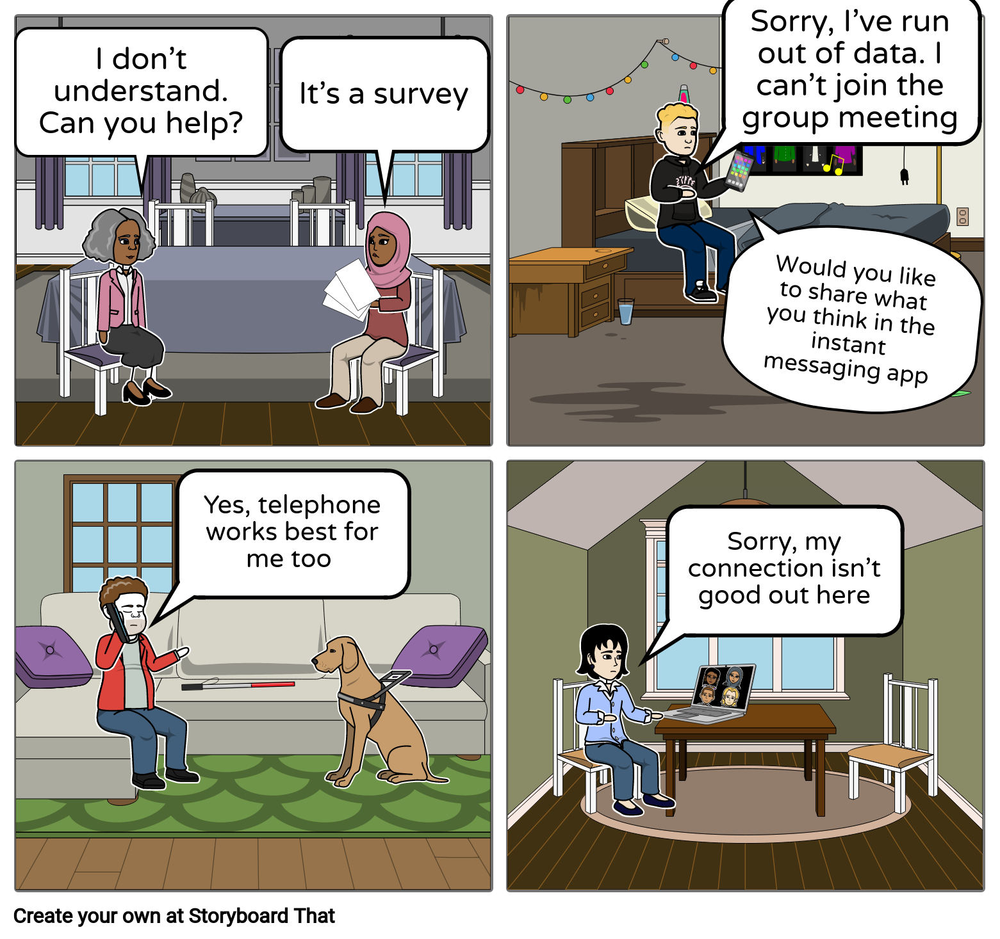 I don't
understand.
Can you help?
It's a survey
Sorry, I've run
out of data. I
can't join the
group meeting
Would you like
to share what
you think in the
instant
messaging app
Yes, telephone
works best for
me too
Sorry, my
connection isn't
good out here
Create your own at Storyboard That